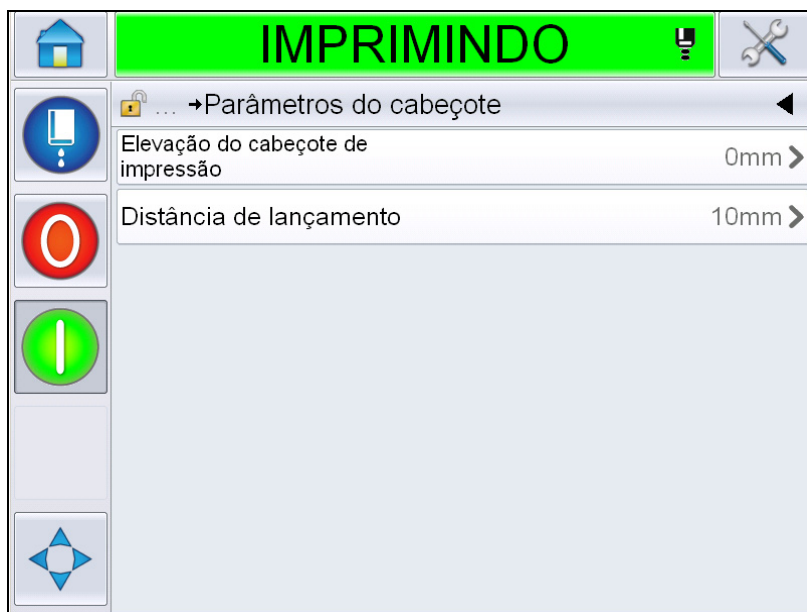 IMPRIMINDO
... →Parâmetros do cabeçote
Elevação do cabeçote de
impressão
0mm
Distância de lançamento
10mm